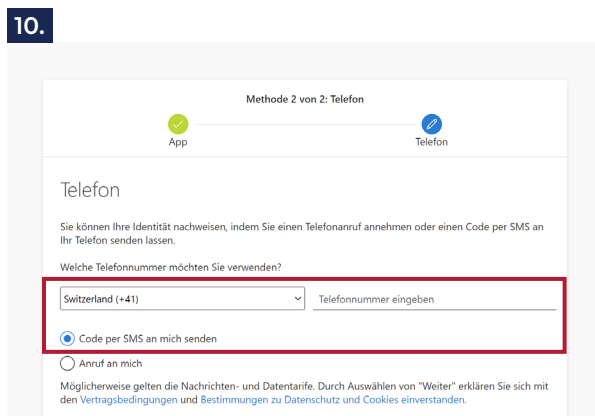 10.
Methode 2 von 2: Telefon
App
Telefon
Telefon
Sie können Ihre Identität nachweisen, indem Sie einen Telefonanruf annehmen oder einen Code per SMS an
Ihr Telefon senden lassen.
Welche Telefonnummer möchten Sie verwenden?
Switzerland (+41)
Telefonnummer eingeben
Code per SMS an mich senden
Anruf an mich
Möglicherweise gelten die Nachrichten- und Datentarife. Durch Auswählen von "Weiter" erklären Sie sich mit
den Vertragsbedingungen und Bestimmungen zu Datenschutz und Cookies einverstanden.